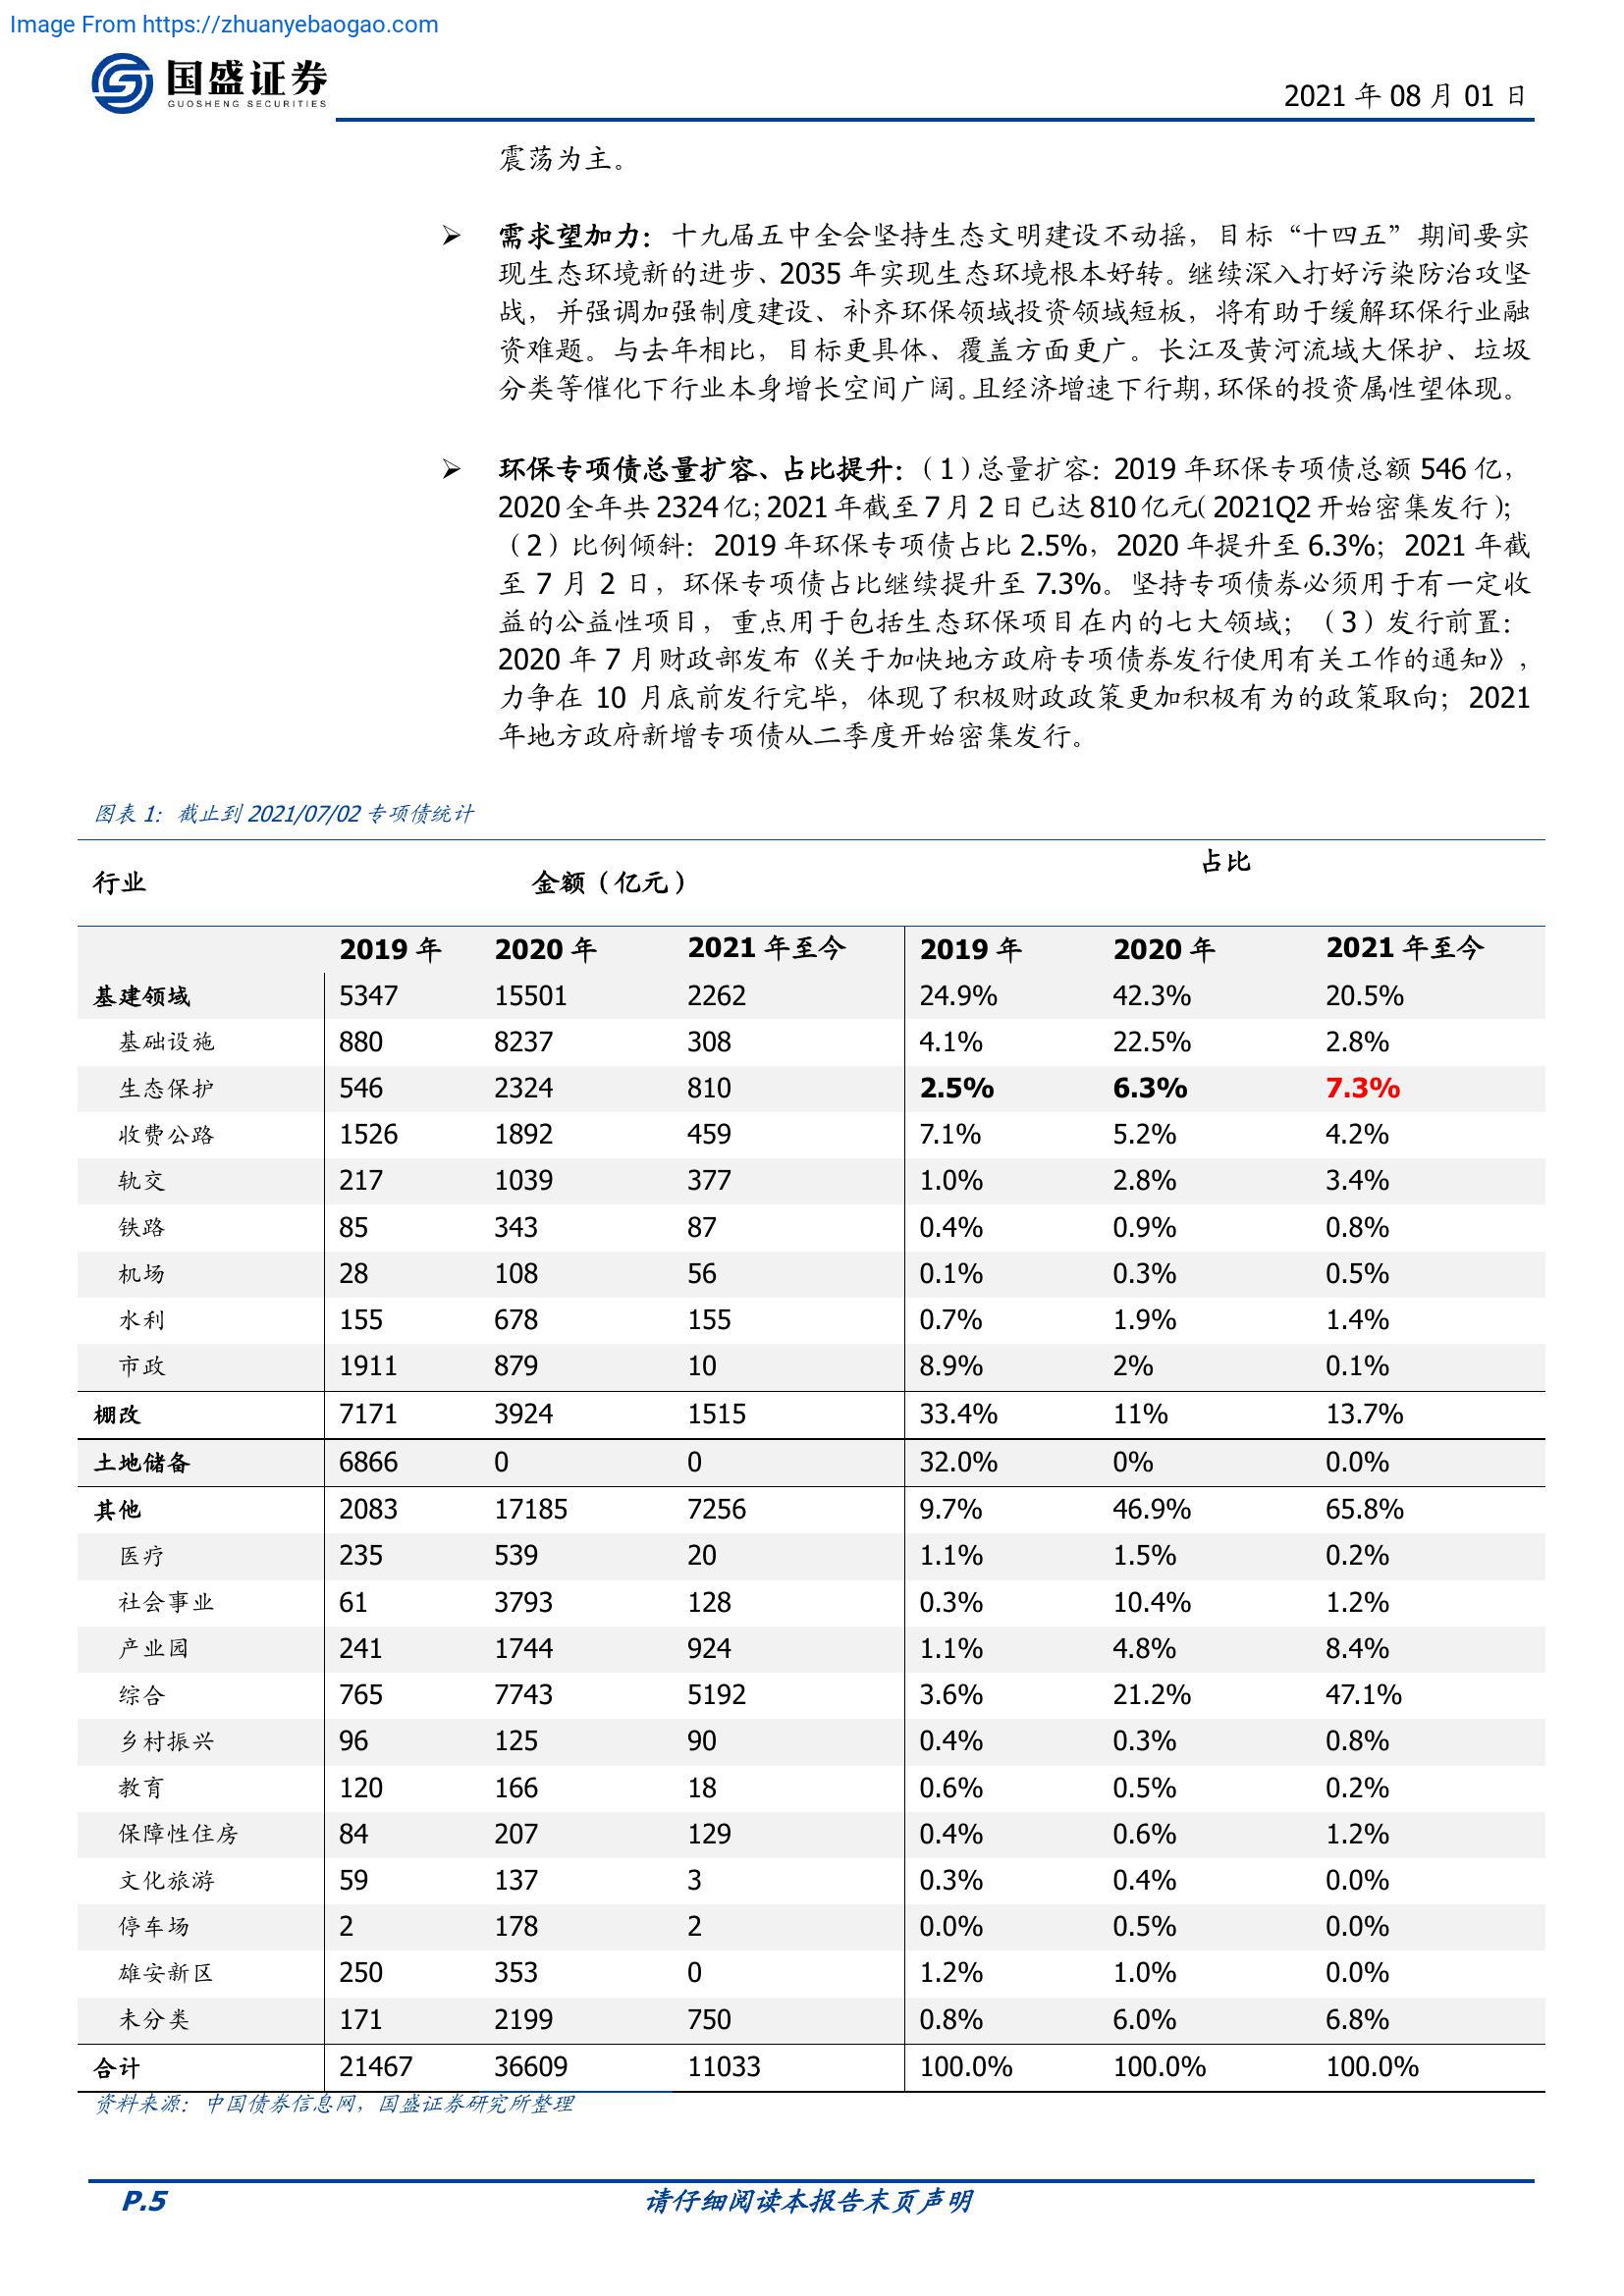 Image From https://zhuanyebaogao.com
国盛证券
GUOSHENG SECURITIES
2021 年 08 月 01 日
震荡为主。
➢ 需求望加力：十九届五中全会坚持生态文明建设不动摇，目标“十四五”期间要实
现生态环境新的进步、2035 年实现生态环境根本好转。继续深入打好污染防治攻坚
战，并强调加强制度建设、补齐环保领域投资领域短板，将有助于缓解环保行业融
资难题。与去年相比，目标更具体、覆盖方面更广。长江及黄河流域大保护、垃圾
分类等催化下行业本身增长空间广阔。且经济增速下行期，环保的投资属性望体现。
➢ 环保专项债总量扩容、占比提升：（1）总量扩容：2019 年环保专项债总额 546 亿，
2020 全年共 2324 亿；2021 年截至 7 月 2 日已达 810 亿元（2021Q2 开始密集发行）；
（2）比例倾斜：2019 年环保专项债占比 2.5%，2020 年提升至 6.3%；2021 年截
至 7 月 2 日，环保专项债占比继续提升至 7.3%。坚持专项债券必须用于有一定收
益的公益性项目，重点用于包括生态环保项目在内的七大领域；（3）发行前置：
2020 年 7 月财政部发布《关于加快地方政府专项债券发行使用有关工作的通知》，
力争在 10 月底前发行完毕，体现了积极财政政策更加积极有为的政策取向；2021
年地方政府新增专项债从二季度开始密集发行。
图表 1：截止到 2021/07/02 专项债统计
行业 金额（亿元） 占比
2019 年 2020 年 2021 年至今 2019 年 2020 年 2021 年至今
基建领域 5347 15501 2262 24.9% 42.3% 20.5%
基础设施 880 8237 308 4.1% 22.5% 2.8%
生态保护 546 2324 810 2.5% 6.3% 7.3%
收费公路 1526 1892 459 7.1% 5.2% 4.2%
轨交 217 1039 377 1.0% 2.8% 3.4%
铁路 85 343 87 0.4% 0.9% 0.8%
机场 28 108 56 0.1% 0.3% 0.5%
水利 155 678 155 0.7% 1.9% 1.4%
市政 1911 879 10 8.9% 2% 0.1%
棚改 7171 3924 1515 33.4% 11% 13.7%
土地储备 6866 0 0 32.0% 0% 0.0%
其他 2083 17185 7256 9.7% 46.9% 65.8%
医疗 235 539 20 1.1% 1.5% 0.2%
社会事业 61 3793 128 0.3% 10.4% 1.2%
产业园 241 1744 924 1.1% 4.8% 8.4%
综合 765 7743 5192 3.6% 21.2% 47.1%
乡村振兴 96 125 90 0.4% 0.3% 0.8%
教育 120 166 18 0.6% 0.5% 0.2%
保障性住房 84 207 129 0.4% 0.6% 1.2%
文化旅游 59 137 3 0.3% 0.4% 0.0%
停车场 2 178 2 0.0% 0.5% 0.0%
雄安新区 250 353 0 1.2% 1.0% 0.0%
未分类 171 2199 750 0.8% 6.0% 6.8%
合计 21467 36609 11033 100.0% 100.0% 100.0%
资料来源：中国债券信息网，国盛证券研究所整理
P.5 请仔细阅读本报告末页声明